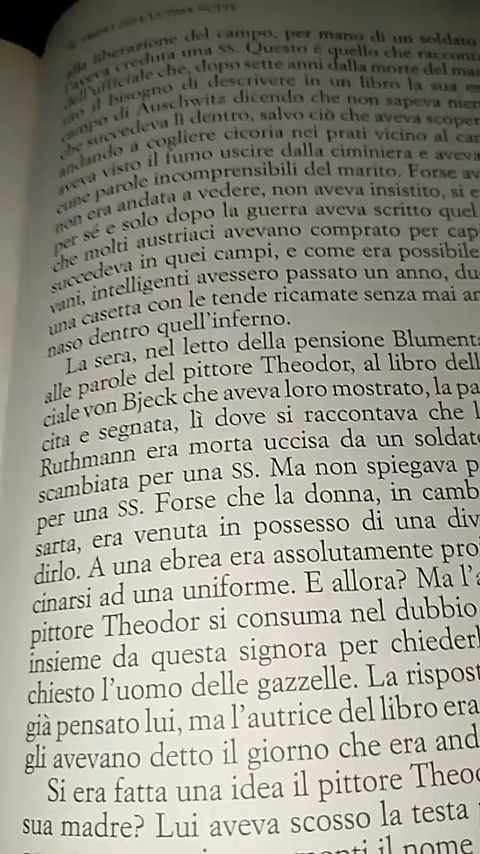 IL TRENO DELL'ULTIMA NOTTE
alla liberazione del campo, per mano di un soldato
l'aveva creduta una SS. Questo è quello che raccont
dell'ufficiale che, dopo sette anni dalla morte del mar
il bisogno di descrivere in un libro la sua es
campo di Auschwitz dicendo che non sapeva nien
che succedeva lì dentro, salvo ciò che aveva scoper
andando a cogliere cicoria nei prati vicino al cam
aveva visto il fumo uscire dalla ciminiera e aveva
cune parole incomprensibili del marito. Forse av
non era andata a vedere, non aveva insistito, si e
per sé e solo dopo la guerra aveva scritto quel
che molti austriaci avevano comprato per cap
succedeva in quei campi, e come era possibile
vani, intelligenti avessero passato un anno, du
una casetta con le tende ricamate senza mai
naso dentro quell'inferno.
La sera, nel letto della pensione Blument
alle parole del pittore Theodor, al libro dell
ciale von Bjeck che aveva loro mostrato, la pa
cita e segnata, lì dove si raccontava che l
Ruthmann era morta uccisa da un soldat
scambiata per una SS. Ma non spiegava p
per una SS. Forse che la donna, in camb
sarta, era venuta in possesso di una div
dirlo. A una ebrea era assolutamente pro
cinarsi ad una uniforme. E allora? Ma l'a
pittore Theodor si consuma nel dubbio
insieme da questa signora per chieder
chiesto l'uomo delle gazzelle. La rispost
già pensato lui, ma l'autrice del libro era
gli avevano detto il giorno che era and
Si era fatta una idea il pittore Theo
sua madre? Lui aveva scosso la testa
il nome